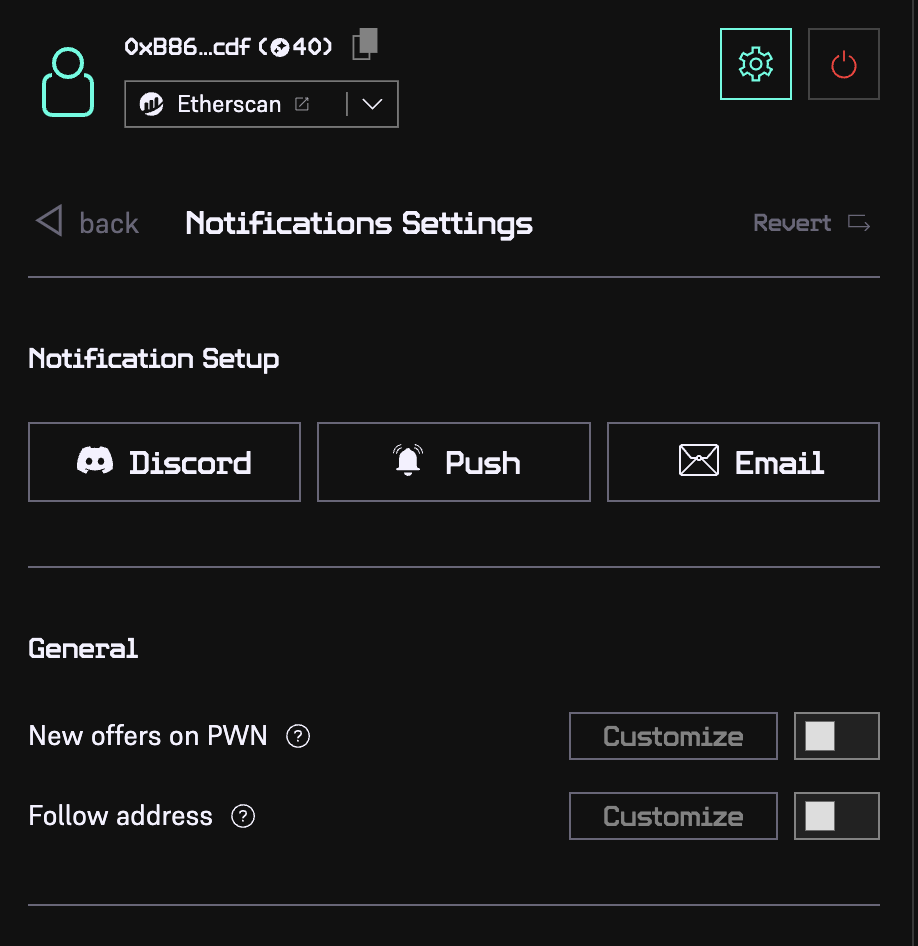 0xB86...cdf (40)
Etherscan
back
Notifications Settings
Revert
Notification Setup
Discord
Push
Email
General
New offers on PWN ?
Customize
Follow address ?
Customize